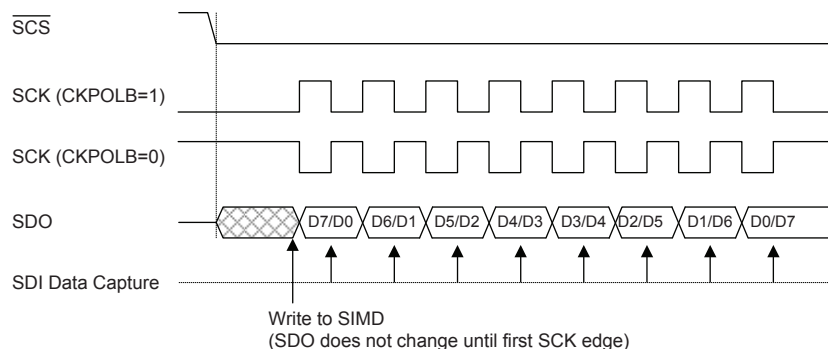 SCS
SCK (CKPOLB=1)
SCK (CKPOLB=0)
SDO
D7/D0 D6/D1 D5/D2 D4/D3 D3/D4 D2/D5 D1/D6 D0/D7
SDI Data Capture
Write to SIMD
(SDO does not change until first SCK edge)